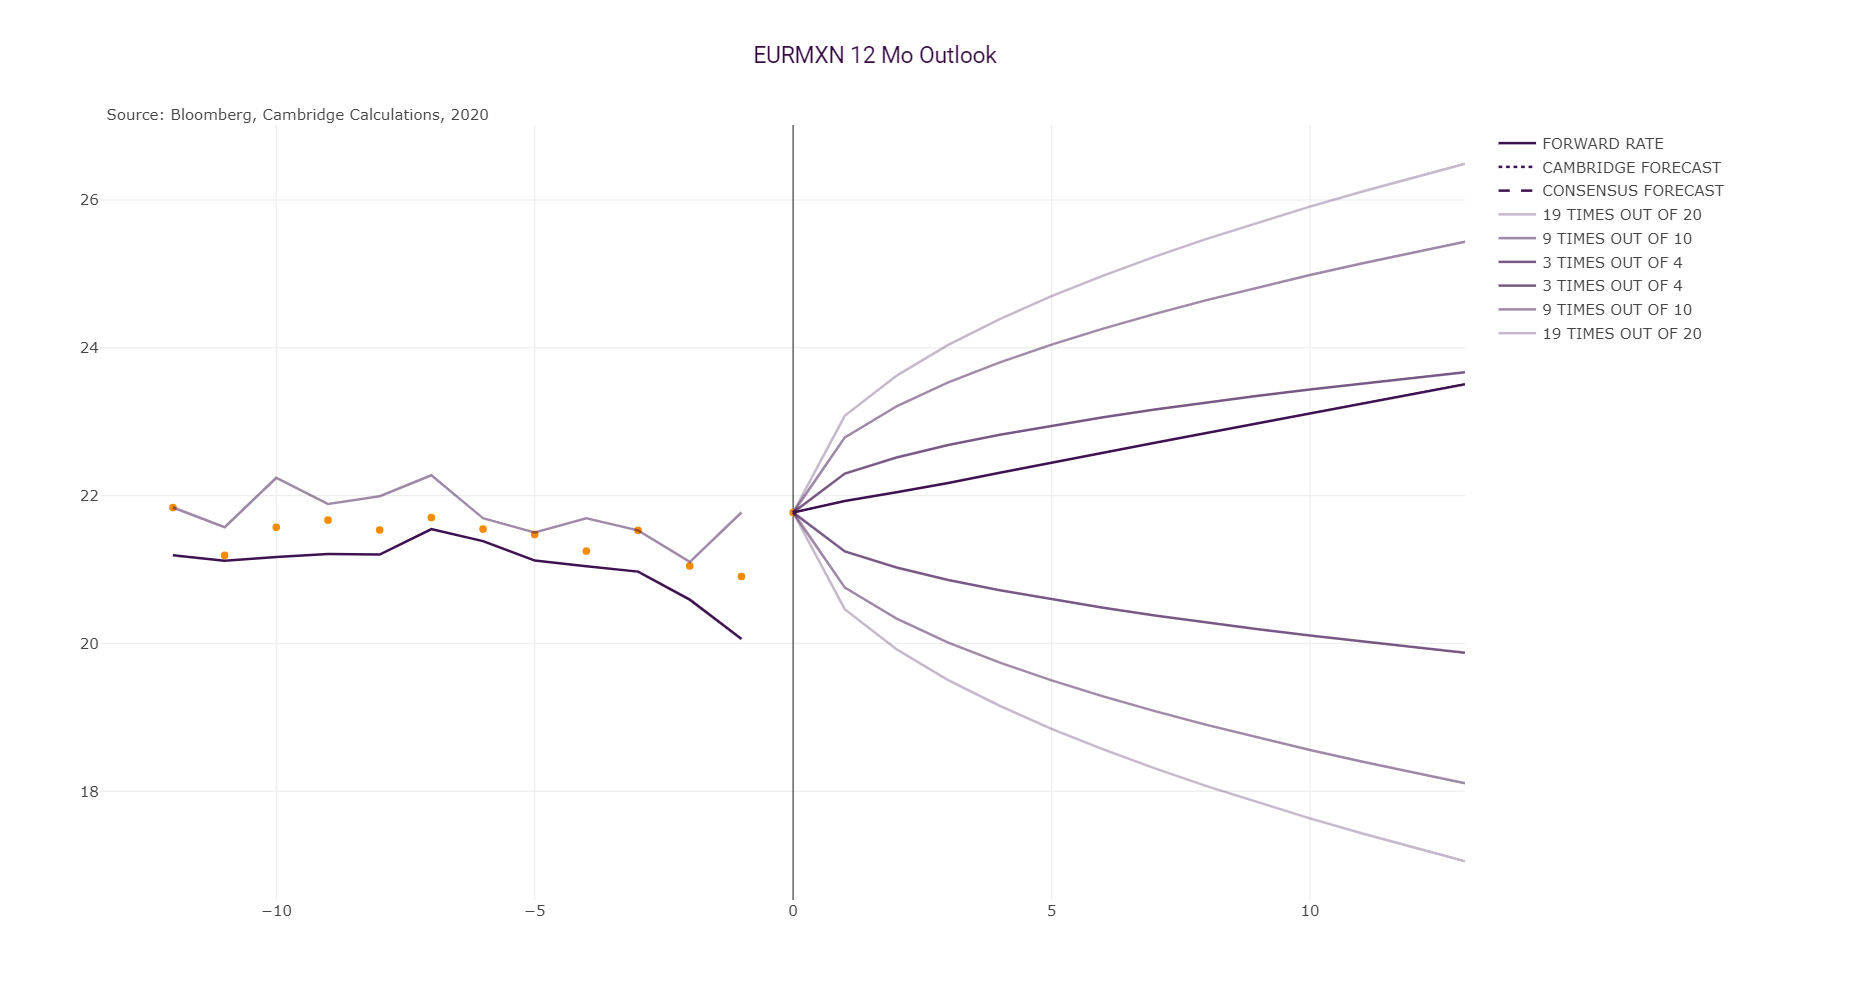 EURMXN 12 Mo Outlook
Source: Bloomberg, Cambridge Calculations, 2020
FORWARD RATE
CAMBRIDGE FORECAST
CONSENSUS FORECAST
19 TIMES OUT OF 20
9 TIMES OUT OF 10
3 TIMES OUT OF 4
3 TIMES OUT OF 4
9 TIMES OUT OF 10
19 TIMES OUT OF 20
26
24
22
20
18
−10 −5 0 5 10